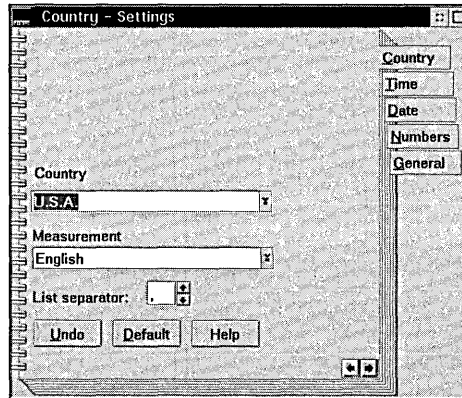 Country - Settings
Country
Time
Date
Numbers
General
Country
U.S.A.
Measurement
English
List separator: ,
Undo Default Help